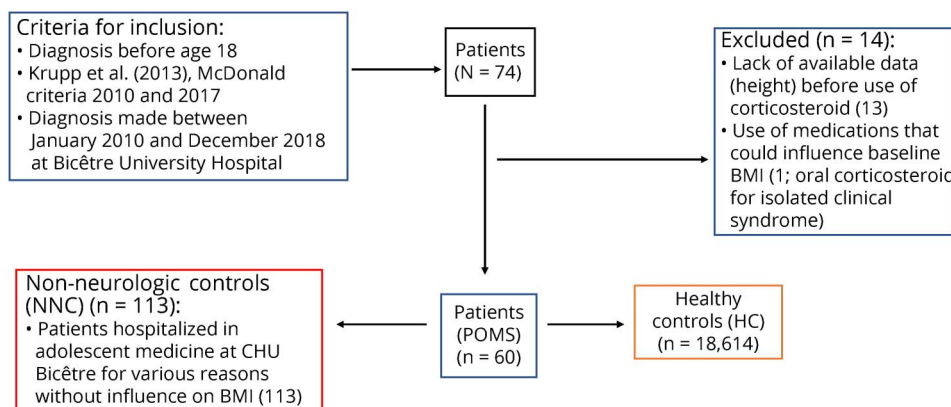 Criteria for inclusion:
• Diagnosis before age 18
• Krupp et al. (2013), McDonald
criteria 2010 and 2017
• Diagnosis made between
January 2010 and December 2018
at Bicêtre University Hospital
Patients
(N = 74)
Excluded (n = 14):
• Lack of available data
(height) before use of
corticosteroid (13)
• Use of medications that
could influence baseline
BMI (1; oral corticosteroid
for isolated clinical
syndrome)
Non-neurologic controls
(NNC) (n = 113):
• Patients hospitalized in
adolescent medicine at CHU
Bicêtre for various reasons
without influence on BMI (113)
Patients
(POMS)
(n = 60)
Healthy
controls (HC)
(n = 18,614)